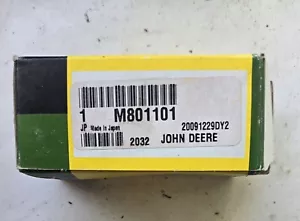 1 M801101
JP Made in Japan 20091229DY2
2032 JOHN DEERE